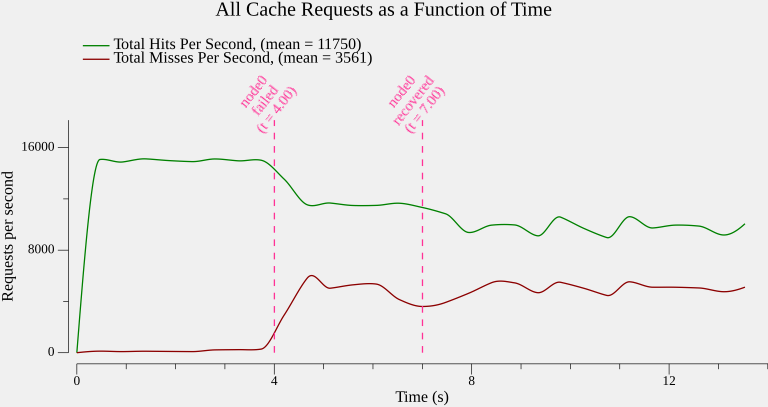 All Cache Requests as a Function of Time
Total Hits Per Second, (mean = 11750)
Total Misses Per Second, (mean = 3561)
node0
failed
(t = 4.00)
node0
recovered
(t = 7.00)
Requests per second
16000
8000
0
0
4
8
12
Time (s)